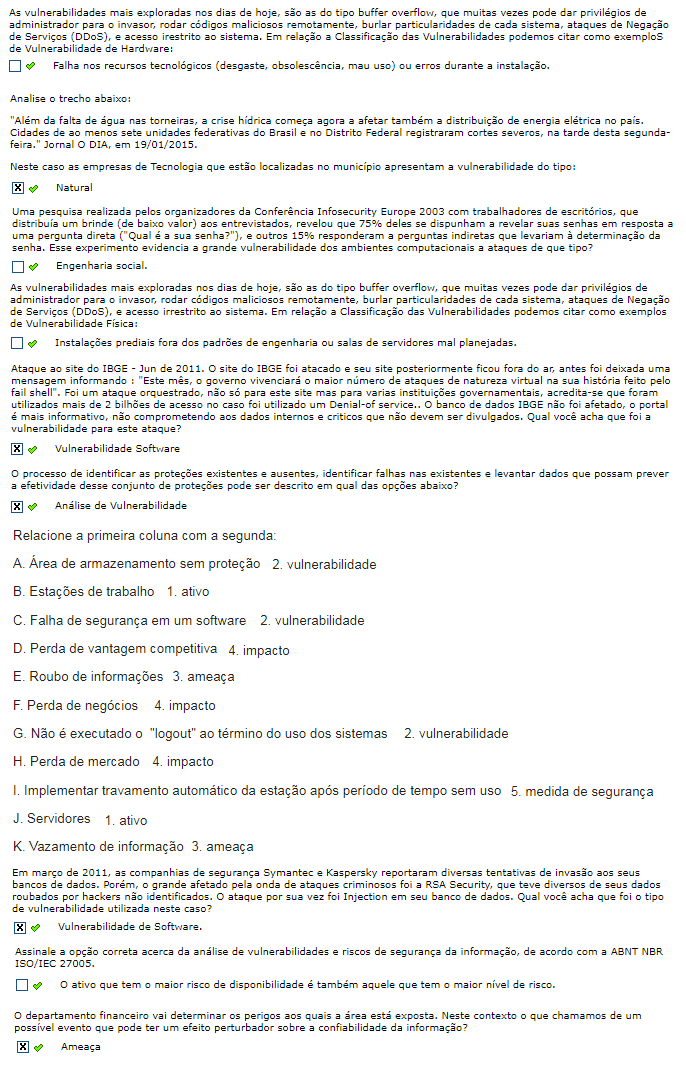 As vulnerabilidades mais exploradas nos dias de hoje, são as do tipo buffer overflow, que muitas vezes pode dar privilégios de
administrador para o invasor, rodar códigos maliciosos remotamente, burlar particularidades de cada sistema, ataques de Negação
de Serviços (DDoS), e acesso irestrito ao sistema. Em relação a Classificação das Vulnerabilidades podemos citar como exemploS
de Vulnerabilidade de Hardware:
Falha nos recursos tecnológicos (desgaste, obsolescência, mau uso) ou erros durante a instalação.
Analise o trecho abaixo:
"Além da falta de água nas torneiras, a crise hídrica começa agora a afetar também a distribuição de energia elétrica no país.
Cidades de ao menos sete unidades federativas do Brasil e no Distrito Federal registraram cortes severos, na tarde desta segunda-
feira." Jornal O DIA, em 19/01/2015.
Neste caso as empresas de Tecnologia que estão localizadas no município apresentam a vulnerabilidade do tipo:
X Natural
Uma pesquisa realizada pelos organizadores da Conferência Infosecurity Europe 2003 com trabalhadores de escritórios, que
distribuía um brinde (de baixo valor) aos entrevistados, revelou que 75% deles se dispunham a revelar suas senhas em resposta a
uma pergunta direta ("Qual é a sua senha?"), e outros 15% responderam a perguntas indiretas que levariam à determinação da
senha. Esse experimento evidencia a grande vulnerabilidade dos ambientes computacionais a ataques de que tipo?
Engenharia social.
As vulnerabilidades mais exploradas nos dias de hoje, são as do tipo buffer overflow, que muitas vezes pode dar privilégios de
administrador para o invasor, rodar códigos maliciosos remotamente, burlar particularidades de cada sistema, ataques de Negação
de Serviços (DDoS), e acesso irrestrito ao sistema. Em relação a Classificação das Vulnerabilidades podemos citar como exemplos
de Vulnerabilidade Física:
Instalações prediais fora dos padrões de engenharia ou salas de servidores mal planejadas.
Ataque ao site do IBGE - Jun de 2011. O site do IBGE foi atacado e seu site posteriormente ficou fora do ar, antes foi deixada uma
mensagem informando : "Este mês, o governo vivenciará o maior número de ataques de natureza virtual na sua história feito pelo
fail shell". Foi um ataque orquestrado, não só para este site mas para varias instituições governamentais, acredita-se que foram
utilizados mais de 2 bilhões de acesso no caso foi utilizado um Denial-of service.. O banco de dados IBGE não foi afetado, o portal
é mais informativo, não comprometendo aos dados internos e criticos que não devem ser divulgados. Qual você acha que foi a
vulnerabilidade para este ataque?
X Vulnerabilidade Software
O processo de identificar as proteções existentes e ausentes, identificar falhas nas existentes e levantar dados que possam prever
a efetividade desse conjunto de proteções pode ser descrito em qual das opções abaixo?
X Análise de Vulnerabilidade
Relacione a primeira coluna com a segunda:
A. Área de armazenamento sem proteção 2. vulnerabilidade
B. Estações de trabalho 1. ativo
C. Falha de segurança em um software 2. vulnerabilidade
D. Perda de vantagem competitiva 4. impacto
E. Roubo de informações 3. ameaça
F. Perda de negócios 4. impacto
G. Não é executado o "logout" ao término do uso dos sistemas 2. vulnerabilidade
H. Perda de mercado 4. impacto
I. Implementar travamento automático da estação após período de tempo sem uso 5. medida de segurança
J. Servidores 1. ativo
K. Vazamento de informação 3. ameaça
Em março de 2011, as companhias de segurança Symantec e Kaspersky reportaram diversas tentativas de invasão aos seus
bancos de dados. Porém, o grande afetado pela onda de ataques criminosos foi a RSA Security, que teve diversos de seus dados
roubados por hackers não identificados. O ataque por sua vez foi Injection em seu banco de dados. Qual você acha que foi o tipo
de vulnerabilidade utilizada neste caso?
X Vulnerabilidade de Software.
Assinale a opção correta acerca da análise de vulnerabilidades e riscos de segurança da informação, de acordo com a ABNT NBR
ISO/IEC 27005.
O ativo que tem o maior risco de disponibilidade é também aquele que tem o maior nível de risco.
O departamento financeiro vai determinar os perigos aos quais a área está exposta. Neste contexto o que chamamos de um
possível evento que pode ter um efeito perturbador sobre a confiabilidade da informação?
X Ameaça